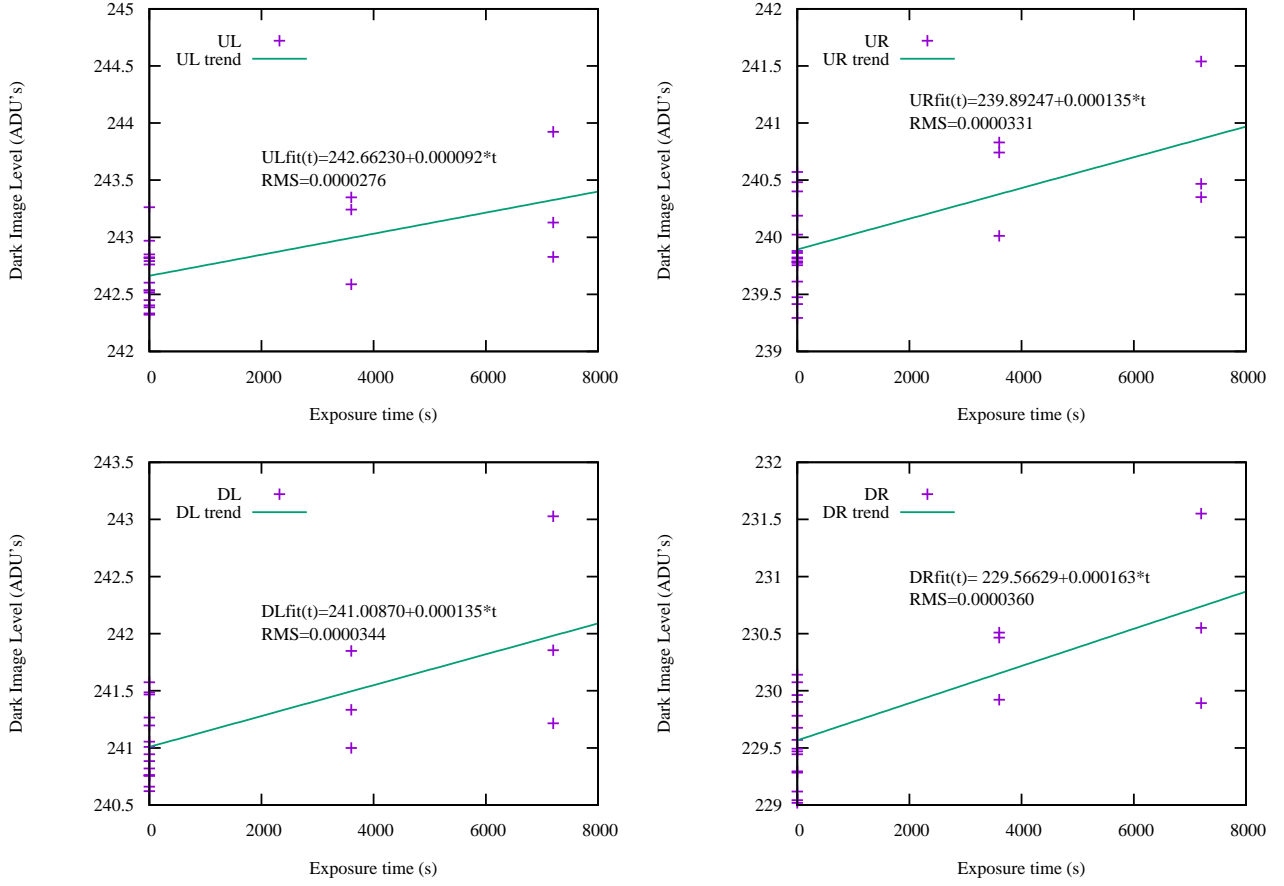 245
244.5
244
243.5
243
242.5
242
Dark Image Level (ADU's)
UL
UL trend
ULfit(t)=242.66230+0.000092*t
RMS=0.0000276
0 2000 4000 6000 8000
Exposure time (s)
242
241.5
241
240.5
240
239.5
239
Dark Image Level (ADU's)
UR
UR trend
URfit(t)=239.89247+0.000135*t
RMS=0.0000331
0 2000 4000 6000 8000
Exposure time (s)
243.5
243
242.5
242
241.5
241
240.5
Dark Image Level (ADU's)
DL
DL trend
DLfit(t)=241.00870+0.000135*t
RMS=0.0000344
0 2000 4000 6000 8000
Exposure time (s)
232
231.5
231
230.5
230
229.5
229
Dark Image Level (ADU's)
DR
DR trend
DRfit(t)= 229.56629+0.000163*t
RMS=0.0000360
0 2000 4000 6000 8000
Exposure time (s)